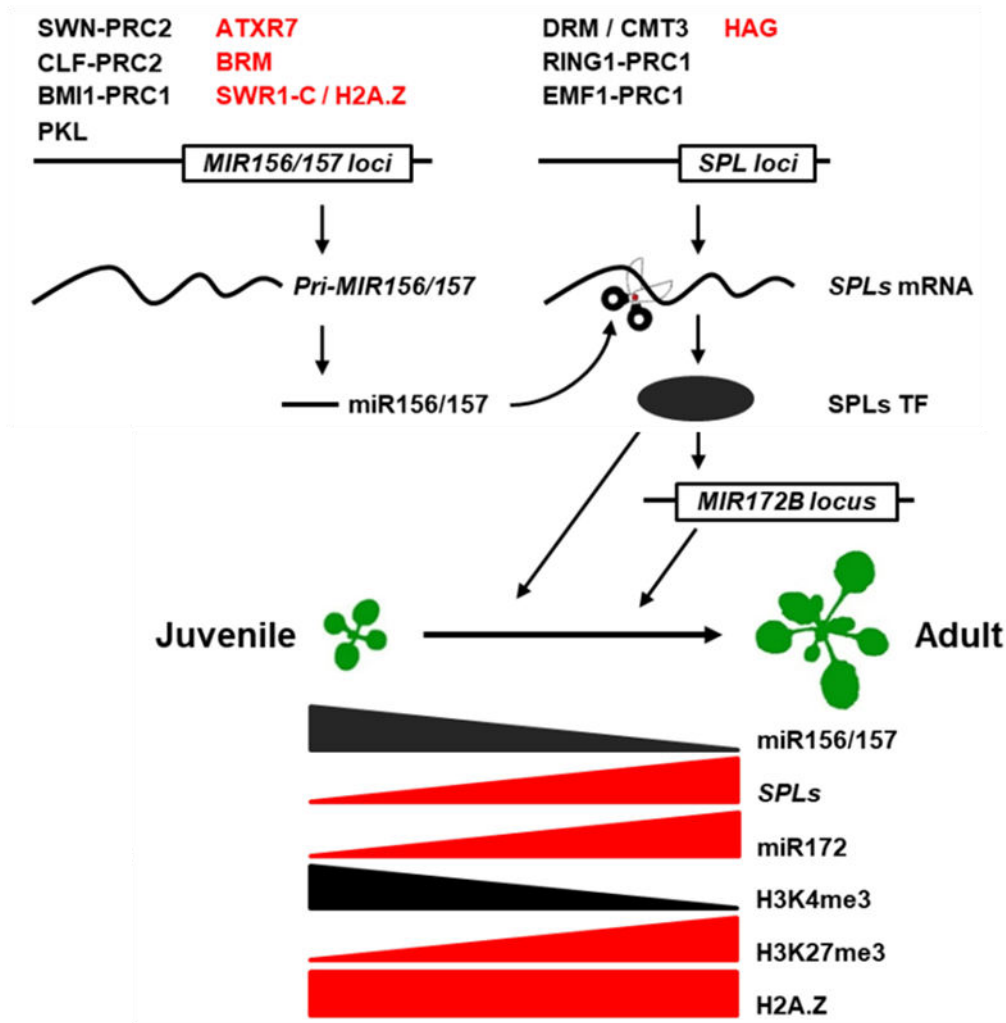 SWN-PRC2 ATXR7
CLF-PRC2 BRM
BMI1-PRC1 SWR1-C / H2A.Z
PKL
DRM / CMT3 HAG
RING1-PRC1
EMF1-PRC1
MIR156/157 loci
SPL loci
Pri-MIR156/157
SPLs mRNA
miR156/157
SPLs TF
MIR172B locus
Juvenile
Adult
miR156/157
SPLs
miR172
H3K4me3
H3K27me3
H2A.Z